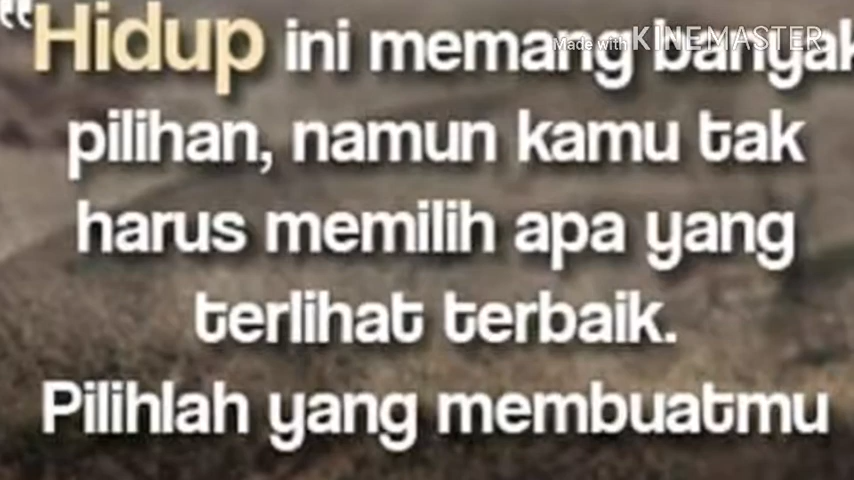 "Hidup ini memang banyak
Made with KINEMASTER
pilihan, namun kamu tak
harus memilih apa yang
terlihat terbaik.
Pilihlah yang membuatmu